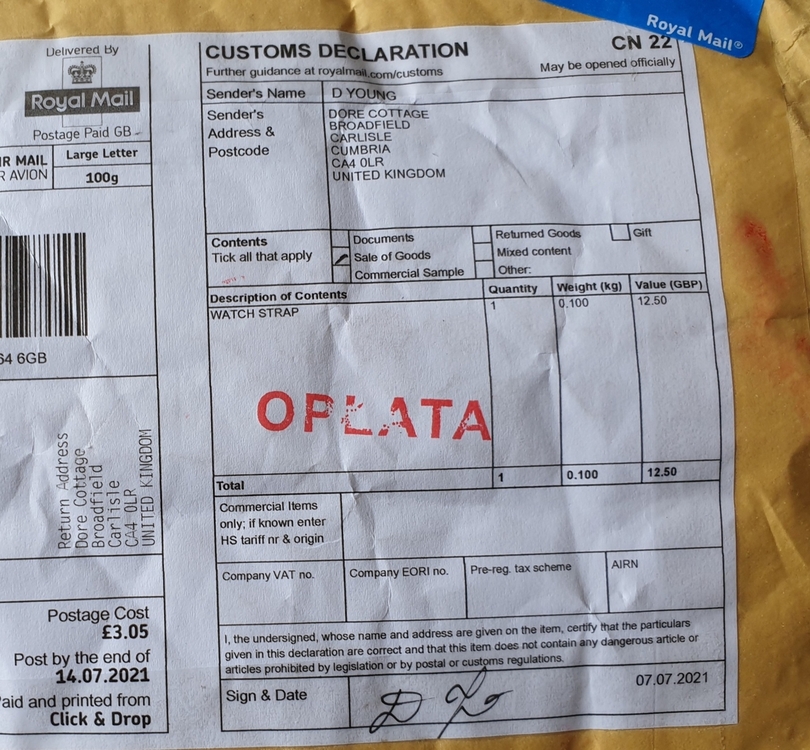 Royal Mail®
Delivered By
Royal Mail
Postage Paid GB
R MAIL
R AVION
Large Letter
100g
64 6GB
Return Address
Dore Cottage
Broadfield
Carlisle
CA4 0LR
UNITED KINGDOM
Postage Cost
£3.05
Post by the end of
14.07.2021
aid and printed from
Click & Drop
CUSTOMS DECLARATION
CN 22
Further guidance at royalmail.com/customs
May be opened officially
Sender's Name
D YOUNG
Sender's
Address &
Postcode
DORE COTTAGE
BROADFIELD
CARLISLE
CUMBRIA
CA4 0LR
UNITED KINGDOM
Contents
Tick all that apply
Documents
Sale of Goods
Commercial Sample
Returned Goods
Mixed content
Other:
Gift
Description of Contents
Quantity
Weight (kg)
Value (GBP)
WATCH STRAP
1
0.100
12.50
OPŁATA
Total
1
0.100
12.50
Commercial Items
only; if known enter
HS tariff nr & origin
Company VAT no.
Company EORI no.
Pre-reg. tax scheme
AIRN
I, the undersigned, whose name and address are given on the item, certify that the particulars
given in this declaration are correct and that this item does not contain any dangerous article or
articles prohibited by legislation or by postal or customs regulations.
Sign & Date
07.07.2021